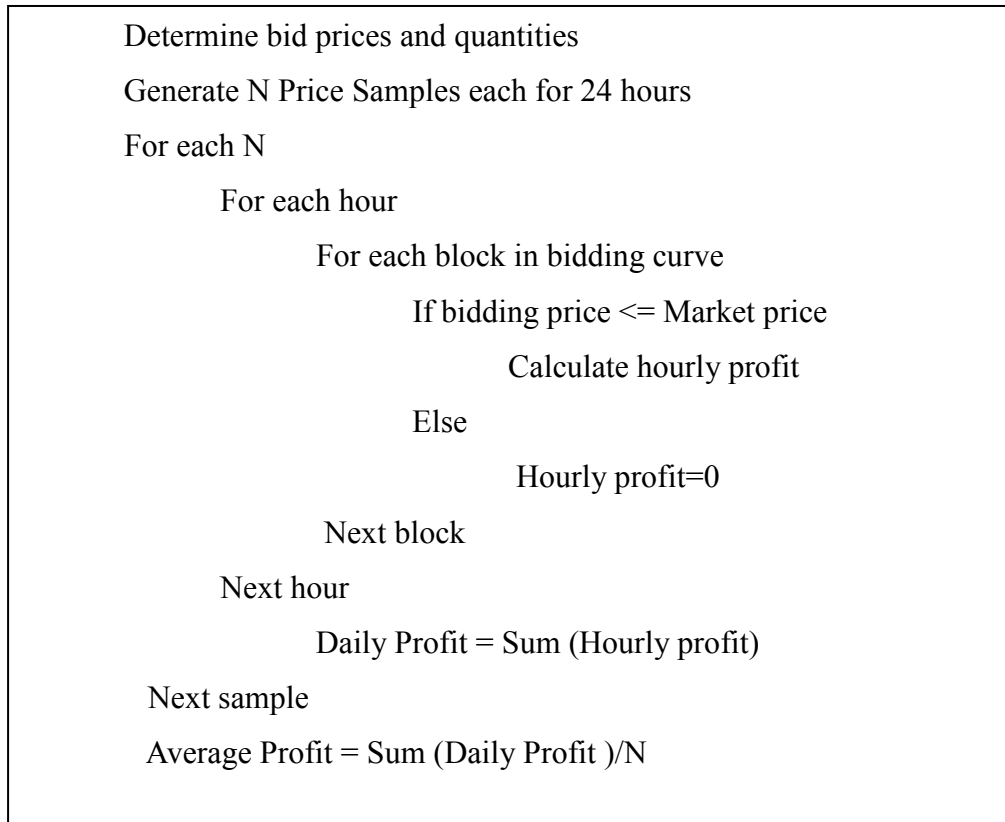 Determine bid prices and quantities
Generate N Price Samples each for 24 hours
For each N
For each hour
For each block in bidding curve
If bidding price <= Market price
Calculate hourly profit
Else
Hourly profit=0
Next block
Next hour
Daily Profit = Sum (Hourly profit)
Next sample
Average Profit = Sum (Daily Profit )/N